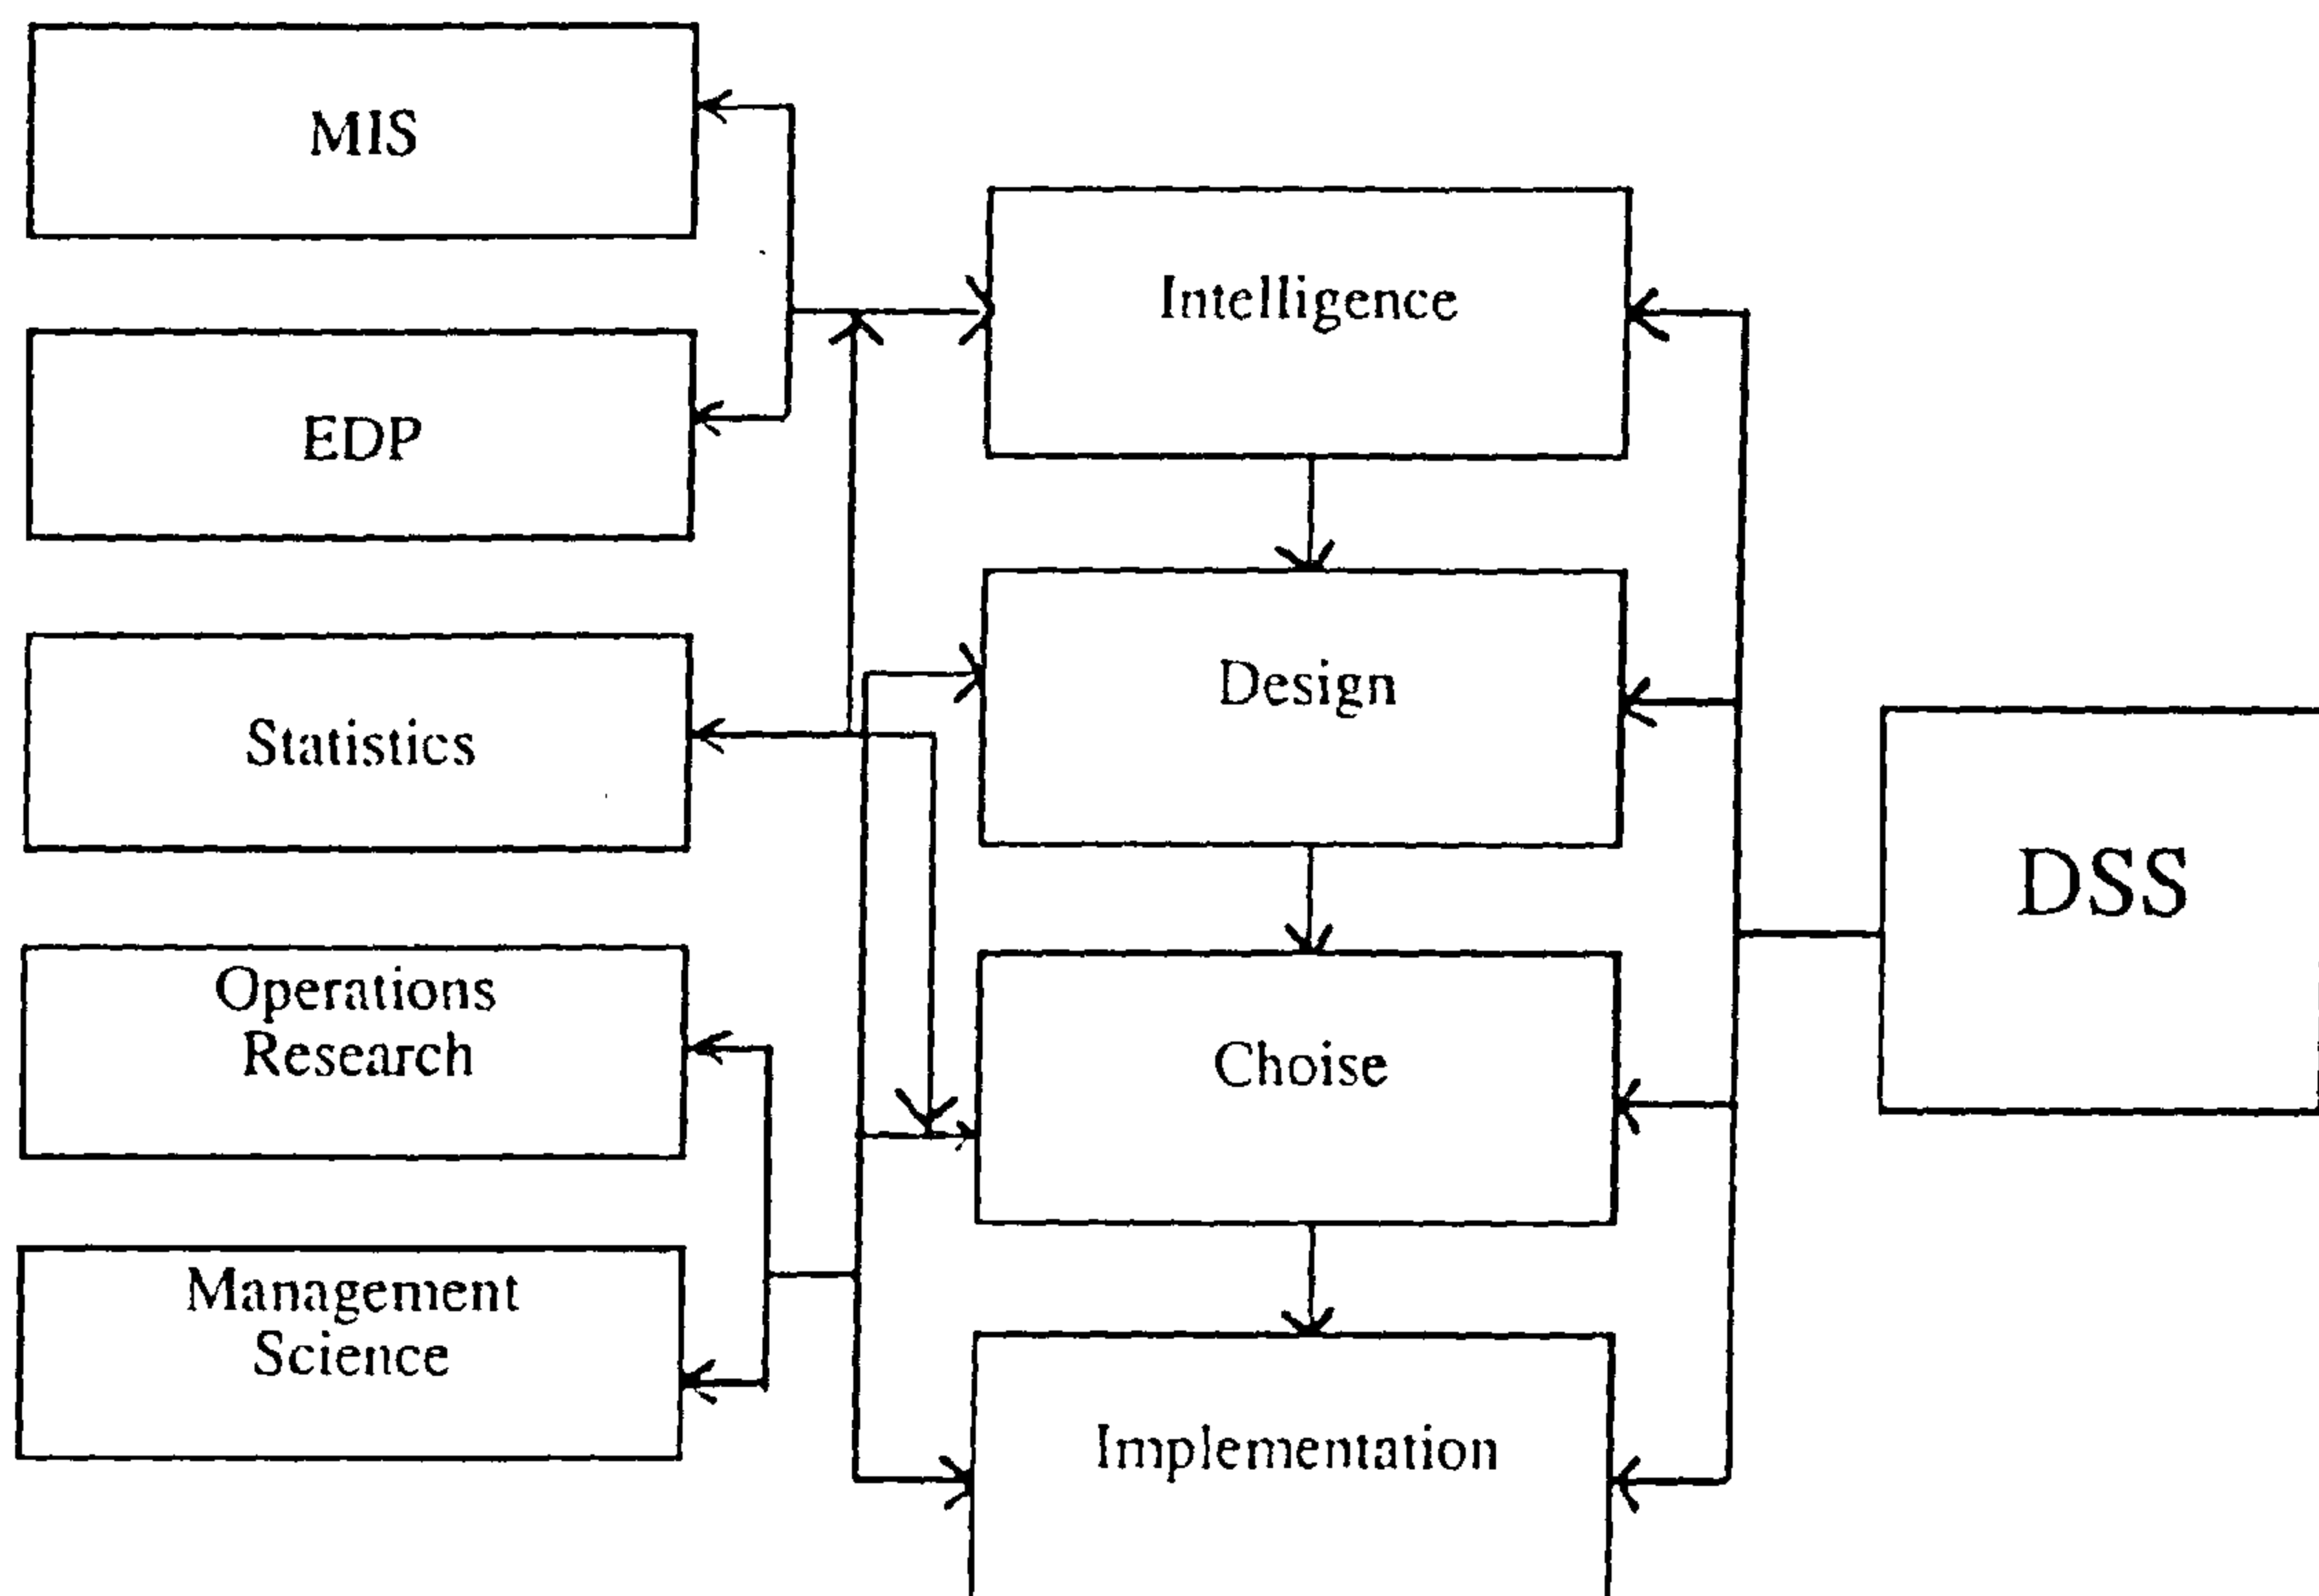 MIS
EDP
Statistics
Operations
Research
Management
Science
Intelligence
Design
Choise
Implementation
DSS